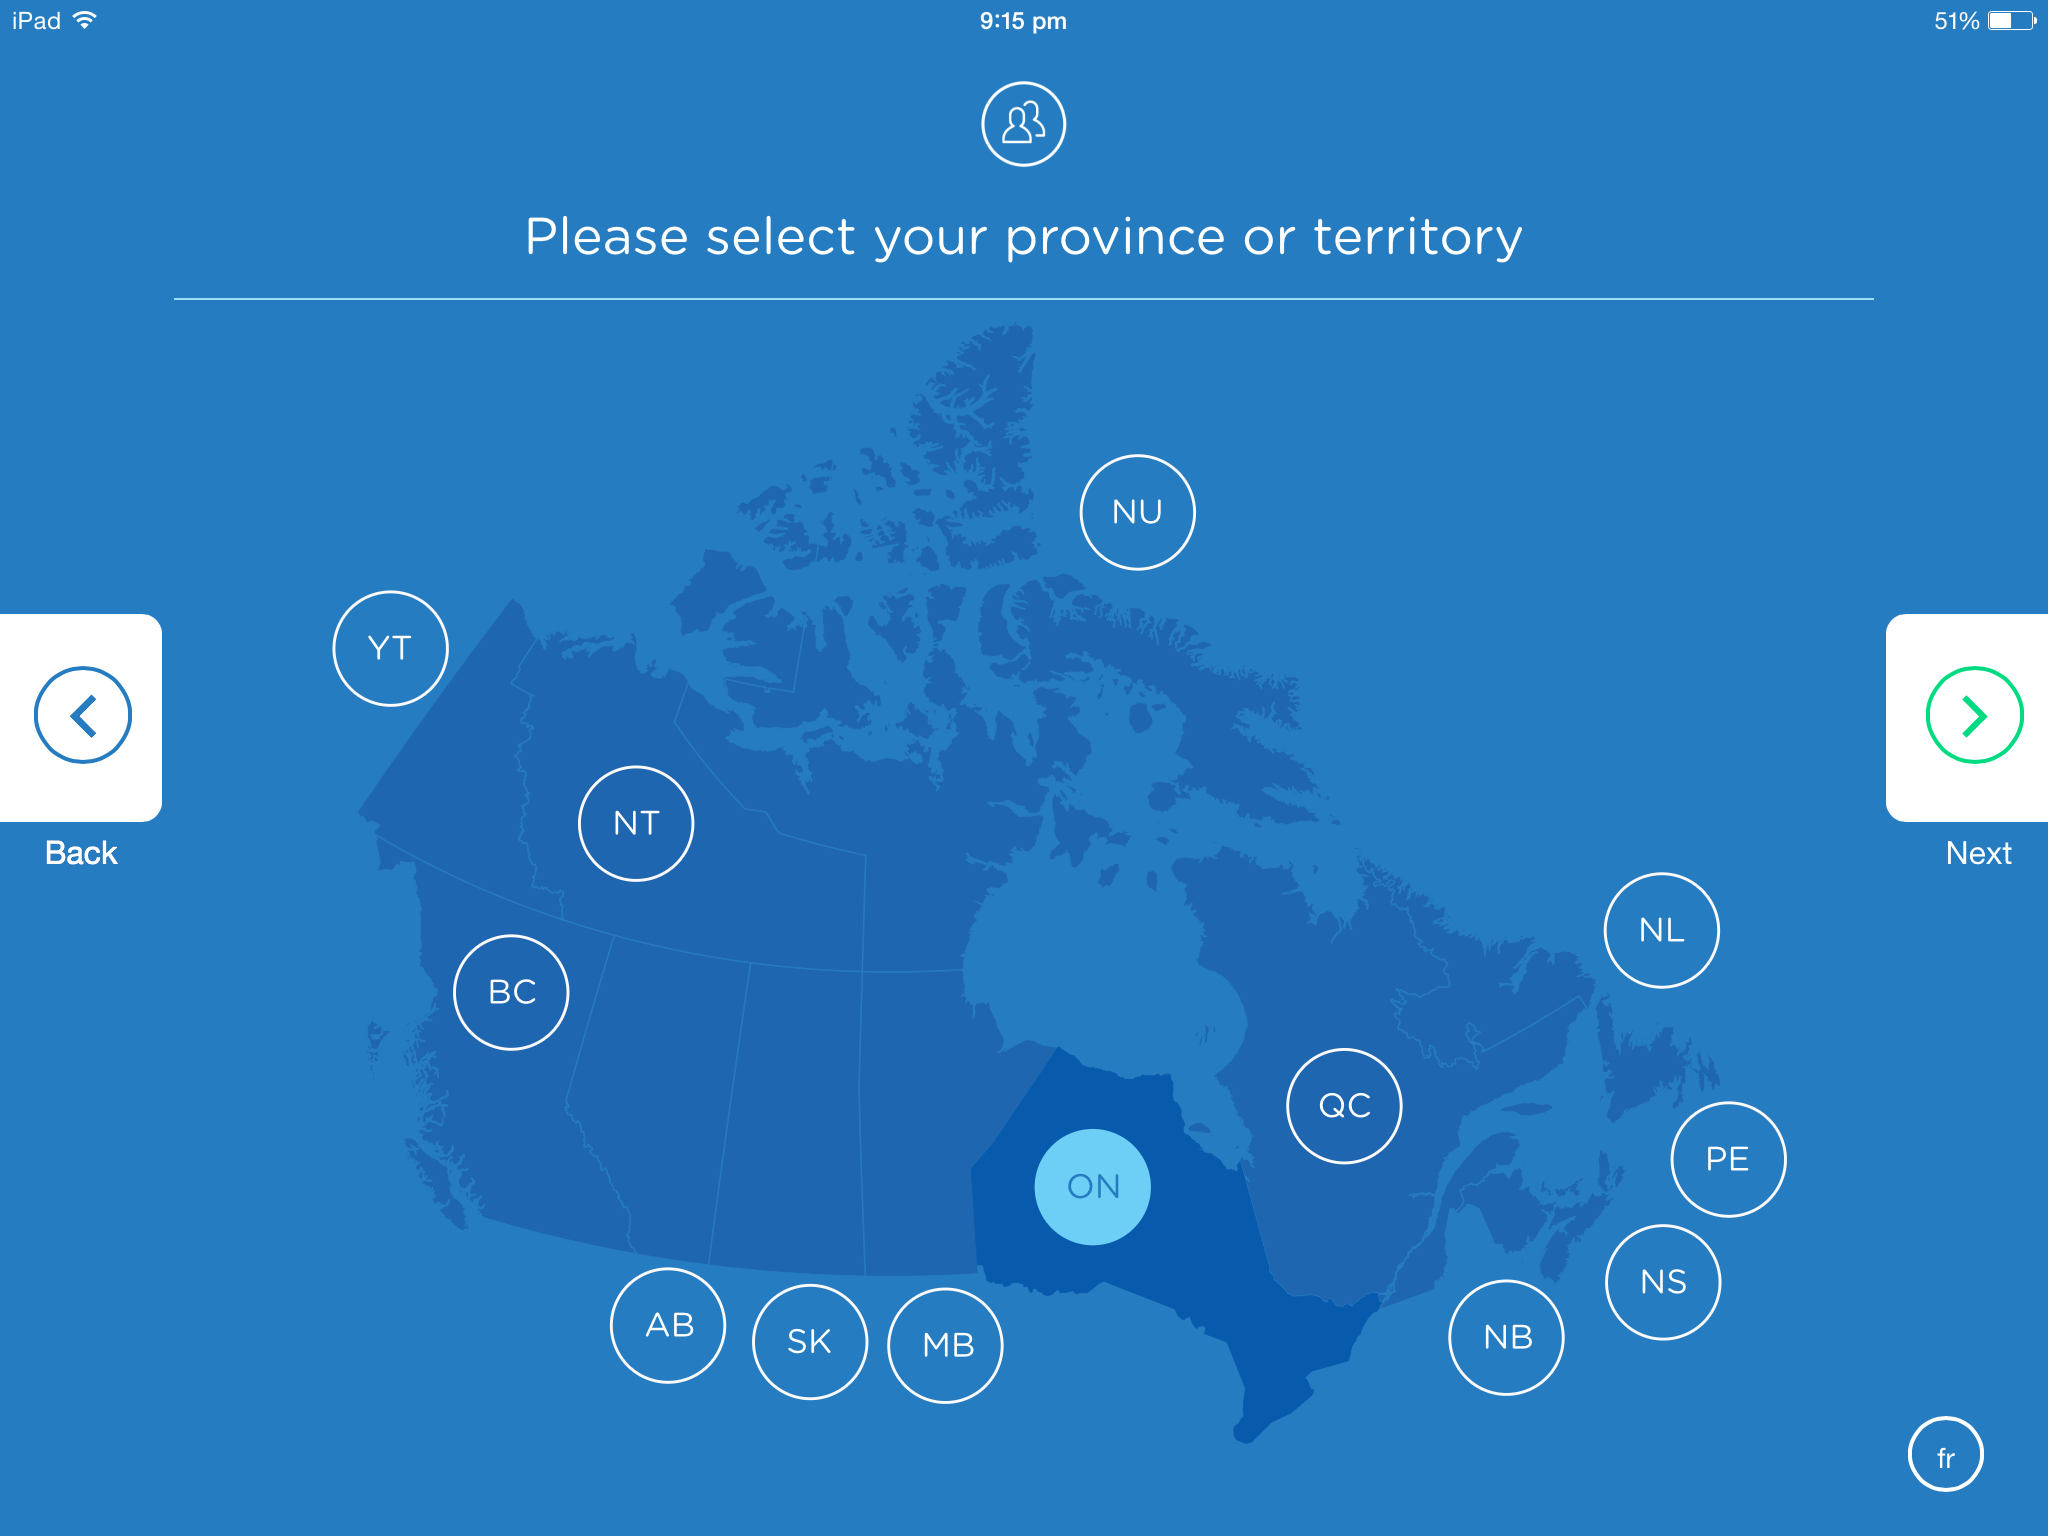 iPad 9:15 pm 51%
Please select your province or territory
NU
YT
NT
Back
Next
NL
BC
QC
PE
ON
NS
AB
SK
MB
NB
fr